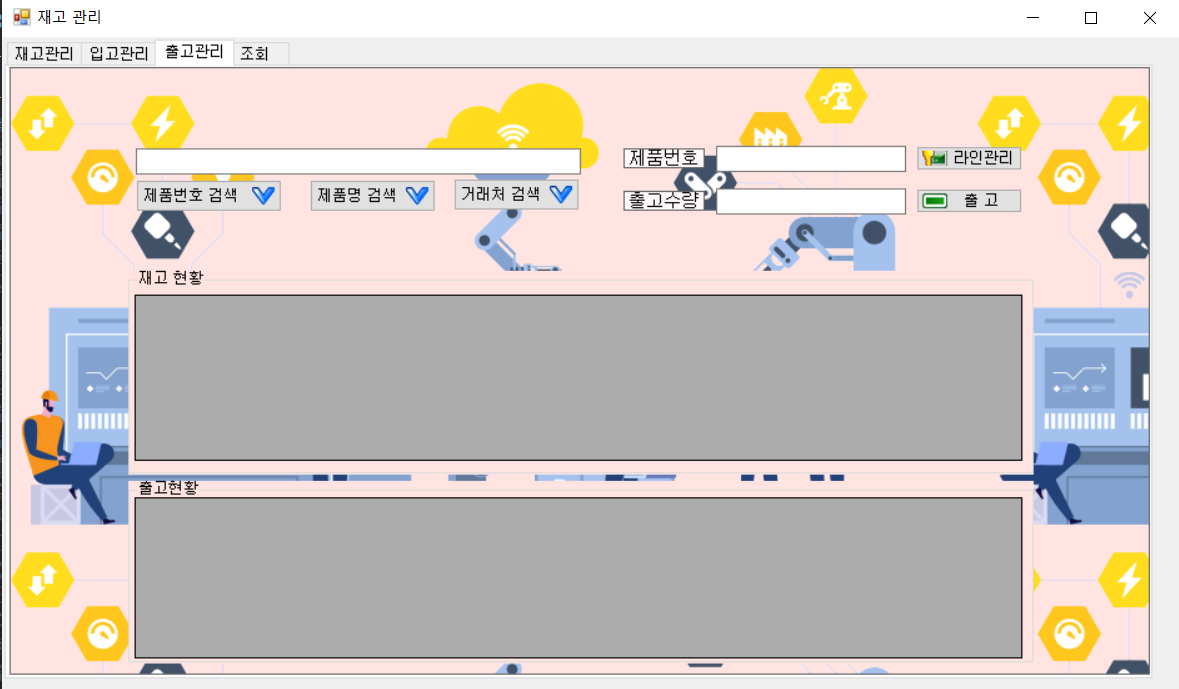 재고 관리
재고관리 입고관리 출고관리 조회
제품번호 라인관리
제품번호 검색 제품명 검색 거래처 검색 출고수량 출 고
재고 현황
출고현황